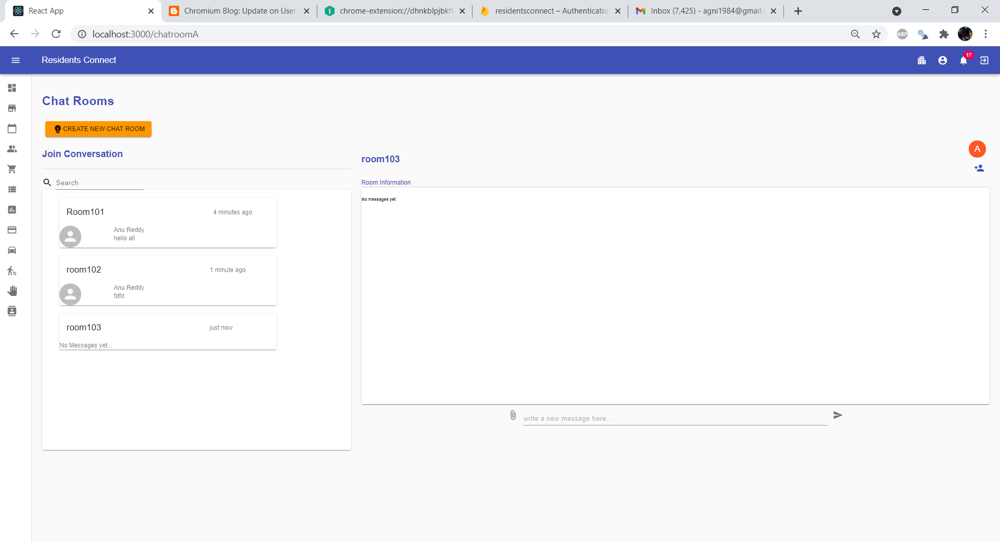 React App
Chromium Blog: Update on User-
chrome-extension://dhnkblpjbkfk
residentsconnect – Authentication
Inbox (7,425) - agni1984@gmail.c
localhost:3000/chatroomA
ABP
Residents Connect
17
Chat Rooms
CREATE NEW CHAT ROOM
Join Conversation
Search
Room101
4 minutes ago
Anu Reddy
hello all
room102
1 minute ago
Anu Reddy
fdfd
room103
just now
No Messages yet...
room103
A
Room Information
No messages yet
write a new message here...